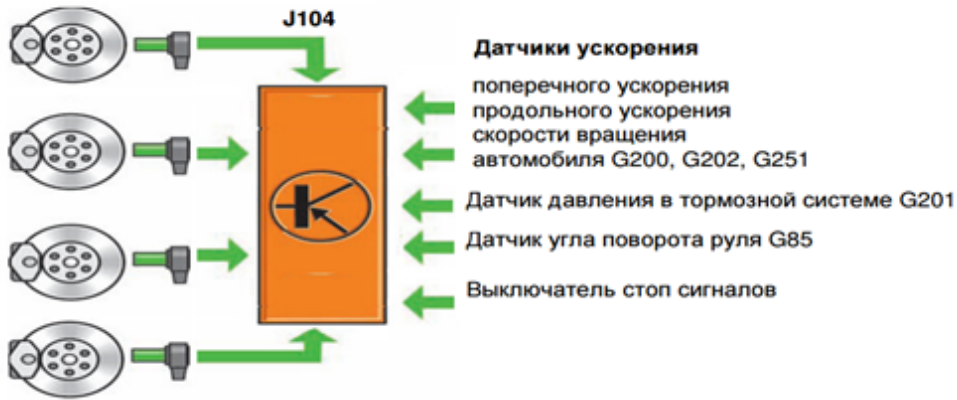 J104
Датчики ускорения
поперечного ускорения
продольного ускорения
скорости вращения
автомобиля G200, G202, G251
Датчик давления в тормозной системе G201
Датчик угла поворота руля G85
Выключатель стоп сигналов